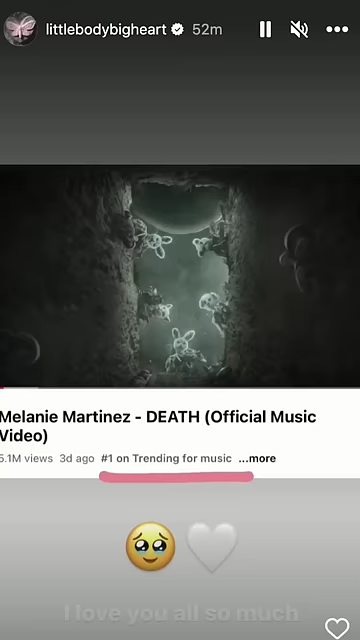 littlebodybigheart 52m
Melanie Martinez - DEATH (Official Music
Video)
5.1M views 3d ago #1 on Trending for music ...more
I love you all so much